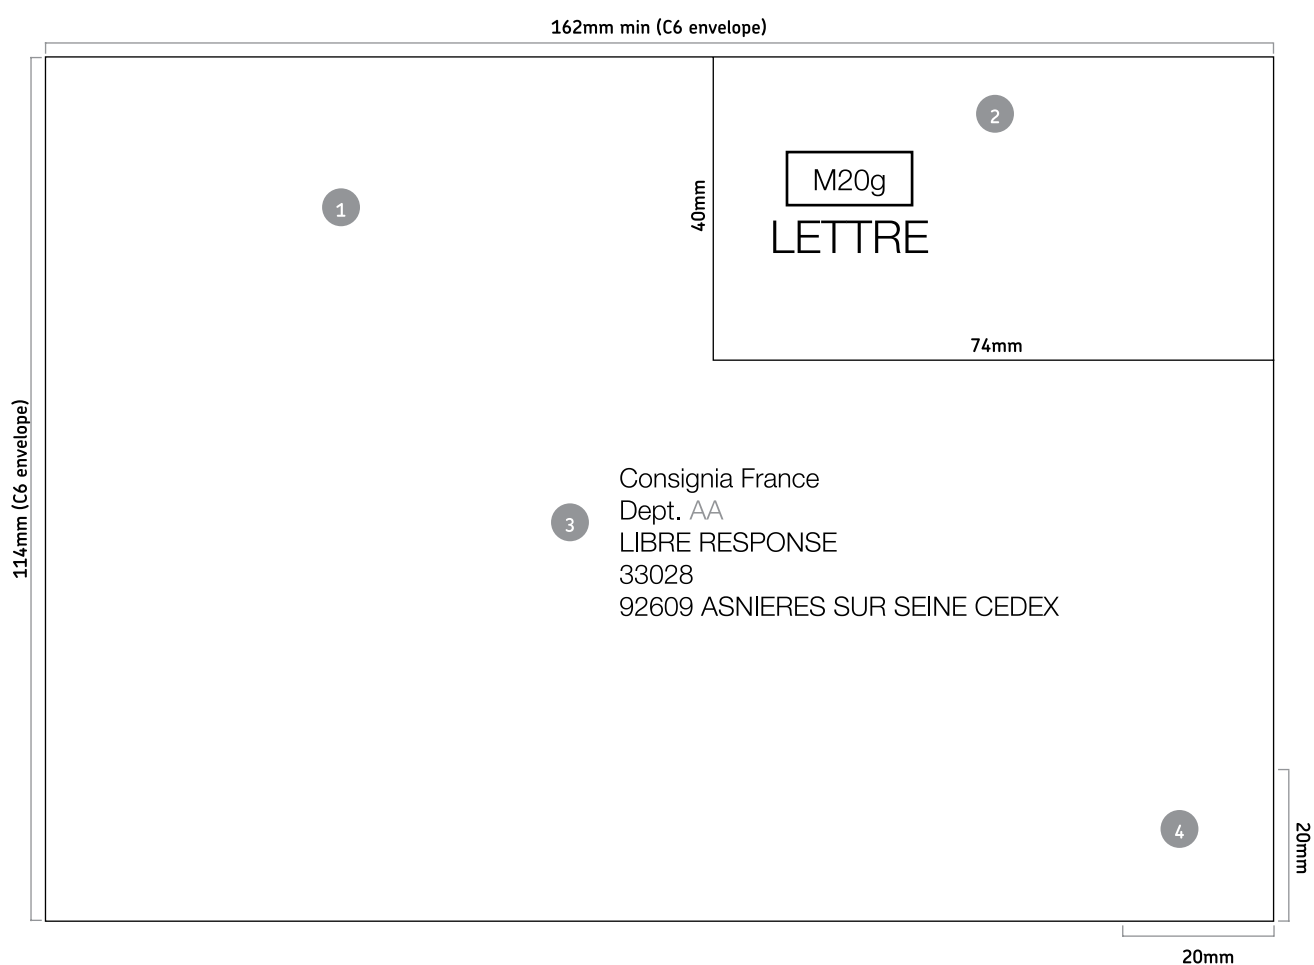 162mm min (C6 envelope)
2
M20g
1
40mm
LETTRE
74mm
114mm (C6 envelope)
Consignia France
Dept. AA
3
LIBRE RESPONSE
33028
92609 ASNIERES SUR SEINE CEDEX
4
20mm
20mm